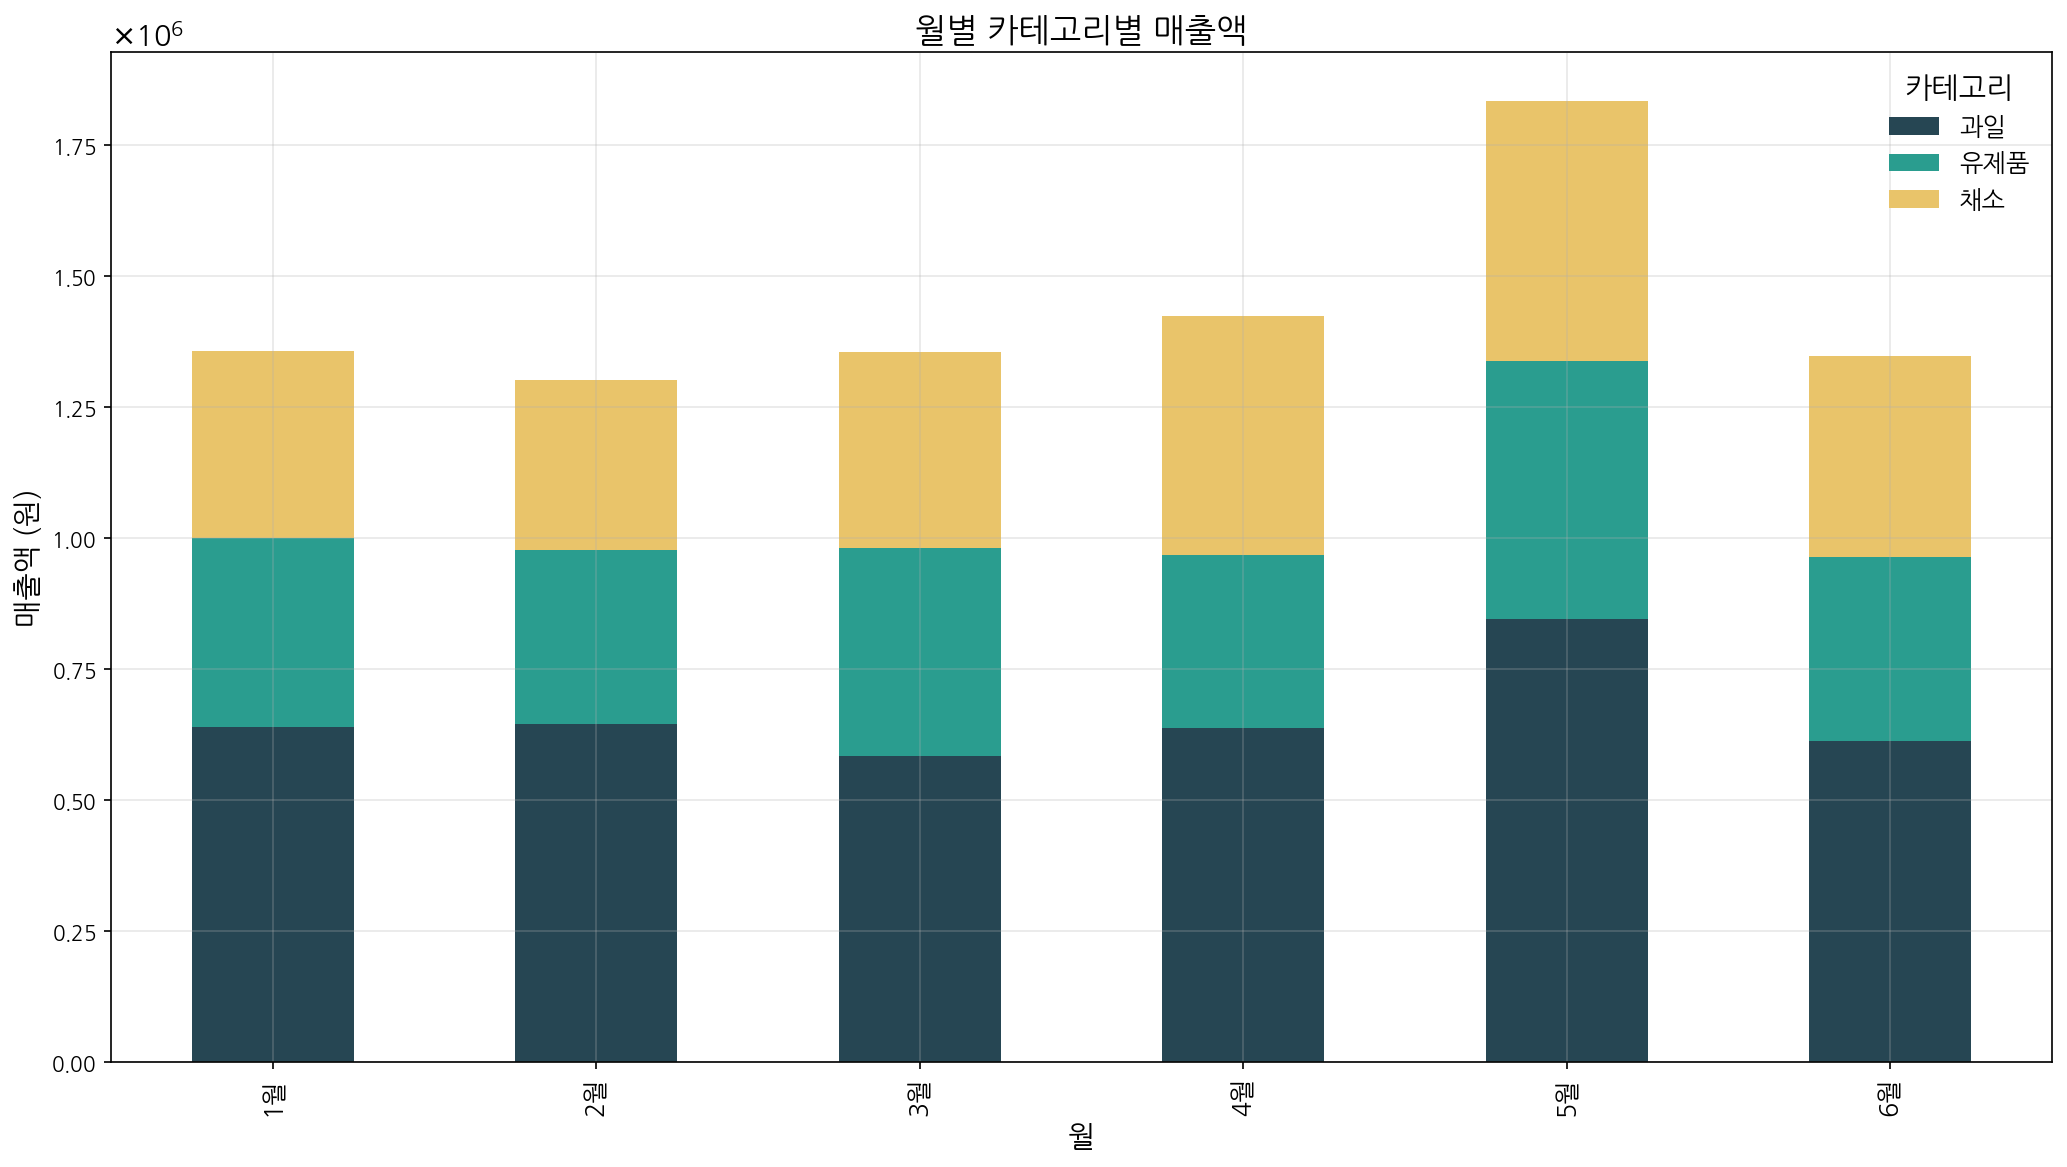 월별 카테고리별 매출액
×10⁶
카테고리
과일
유제품
채소
매출액 (원)
1.75
1.50
1.25
1.00
0.75
0.50
0.25
0.00
1월
2월
3월
4월
5월
6월
월